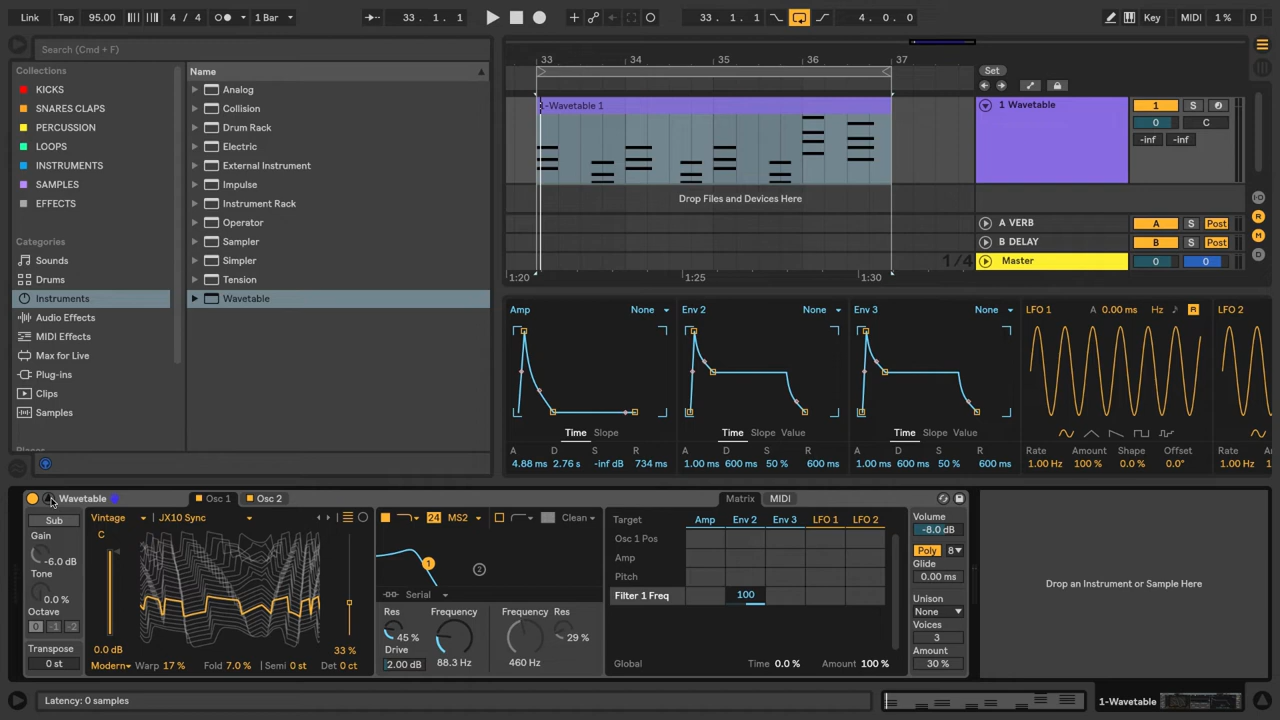 Link Tap 95.00 4 / 4 1 Bar 33. 1. 1 33. 1. 1 4. 0. 0 Key MIDI 1 % D
Search (Cmd + F)
Collections
KICKS
SNARES CLAPS
PERCUSSION
LOOPS
INSTRUMENTS
SAMPLES
EFFECTS
Categories
Sounds
Drums
Instruments
Audio Effects
MIDI Effects
Max for Live
Plug-ins
Clips
Samples
Name
Analog
Collision
Drum Rack
Electric
External Instrument
Impulse
Instrument Rack
Operator
Sampler
Simpler
Tension
Wavetable
33 34 35 36 37
Set
1-Wavetable 1
Drop Files and Devices Here
1/4
1:20 1:25 1:30
1 Wavetable 1 S
0 C
-inf -inf
A VERB A S Post
B DELAY B S Post
Master 0 0
I·O
R
M
D
Amp None Env 2 None Env 3 None LFO 1 A 0.00 ms Hz R LFO 2
Time Slope Time Slope Value Time Slope Value
A D S R A D S R A D S R Rate Amount Shape Offset Rate
4.88 ms 2.76 s -inf dB 734 ms 1.00 ms 600 ms 50 % 600 ms 1.00 ms 600 ms 50 % 600 ms 1.00 Hz 100 % 0.0 % 0.0° 1.00 Hz
Wavetable Osc 1 Osc 2 Matrix MIDI
Sub
Gain
-6.0 dB
Tone
0.0 %
Octave
0 -1 -2
Transpose
0 st
Vintage JX10 Sync
C
0.0 dB 33 %
Modern Warp 17 % Fold 7.0 % Semi 0 st Det 0 ct
24 MS2 Clean
1 2
Serial
Res Frequency Frequency Res
45 % 29 %
Drive
2.00 dB 88.3 Hz 460 Hz
Target Amp Env 2 Env 3 LFO 1 LFO 2
Osc 1 Pos
Amp
Pitch
Filter 1 Freq 100
Global Time 0.0 % Amount 100 %
Volume
-8.0 dB
Poly 8
Glide
0.00 ms
Unison
None
Voices
3
Amount
30 %
Drop an Instrument or Sample Here
Latency: 0 samples
1-Wavetable